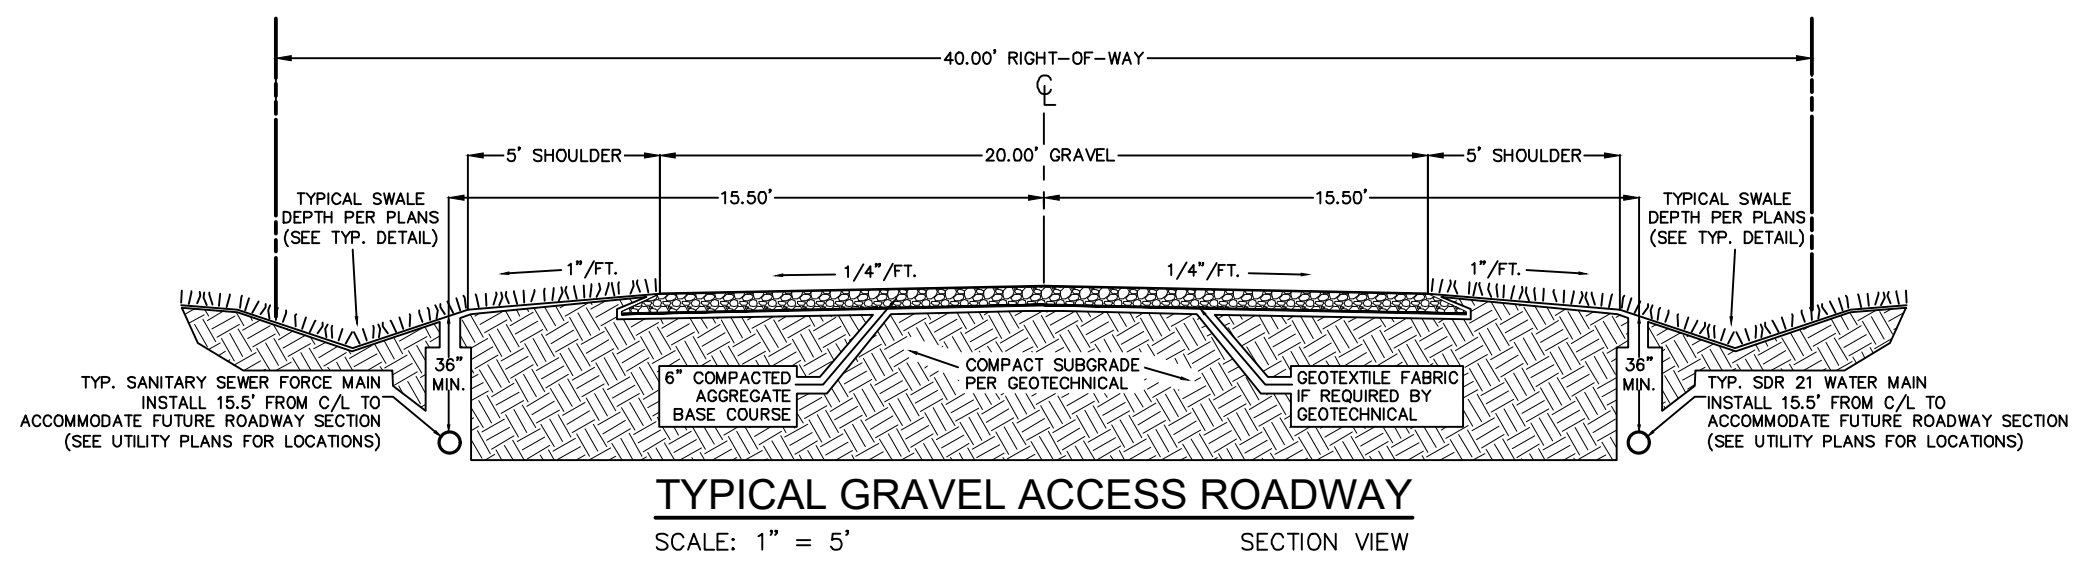 40.00' RIGHT-OF-WAY
℄
5' SHOULDER
20.00' GRAVEL
5' SHOULDER
15.50'
15.50'
TYPICAL SWALE
DEPTH PER PLANS
(SEE TYP. DETAIL)
TYPICAL SWALE
DEPTH PER PLANS
(SEE TYP. DETAIL)
1"/FT.
1/4"/FT.
1/4"/FT.
1"/FT.
36"
MIN.
TYP. SANITARY SEWER FORCE MAIN
INSTALL 15.5' FROM C/L TO
ACCOMMODATE FUTURE ROADWAY SECTION
(SEE UTILITY PLANS FOR LOCATIONS)
6" COMPACTED
AGGREGATE
BASE COURSE
COMPACT SUBGRADE
PER GEOTECHNICAL
GEOTEXTILE FABRIC
IF REQUIRED BY
GEOTECHNICAL
36"
MIN.
TYP. SDR 21 WATER MAIN
INSTALL 15.5' FROM C/L TO
ACCOMMODATE FUTURE ROADWAY SECTION
(SEE UTILITY PLANS FOR LOCATIONS)
TYPICAL GRAVEL ACCESS ROADWAY
SCALE: 1" = 5'
SECTION VIEW